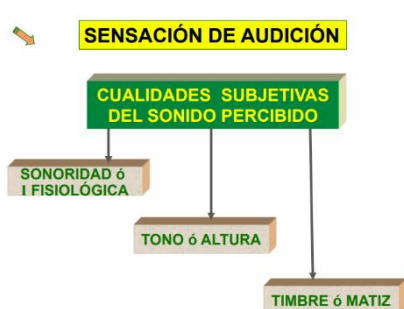 SENSACIÓN DE AUDICIÓN
CUALIDADES SUBJETIVAS
DEL SONIDO PERCIBIDO
SONORIDAD ó
I FISIOLÓGICA
TONO ó ALTURA
TIMBRE ó MATIZ